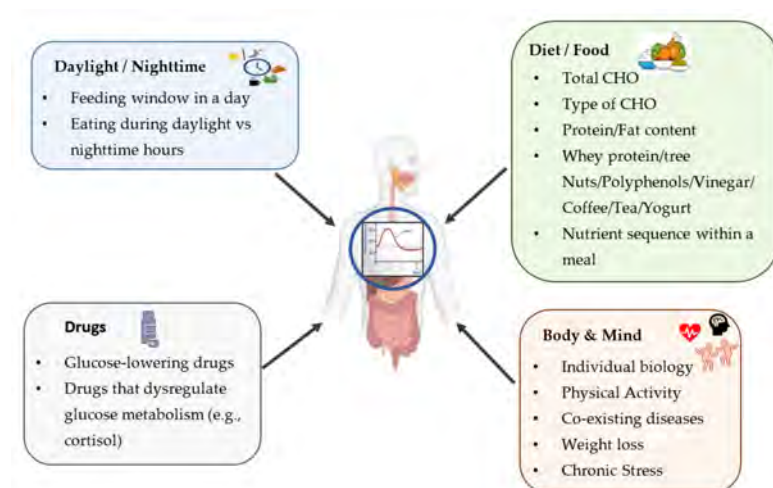 Daylight / Nighttime
• Feeding window in a day
• Eating during daylight vs
nighttime hours
Diet / Food
• Total CHO
• Type of CHO
• Protein/Fat content
• Whey protein/tree
Nuts/Polyphenols/Vinegar/
Coffee/Tea/Yogurt
• Nutrient sequence within a
meal
Drugs
• Glucose-lowering drugs
• Drugs that dysregulate
glucose metabolism (e.g.,
cortisol)
Body & Mind
• Individual biology
• Physical Activity
• Co-existing diseases
• Weight loss
• Chronic Stress